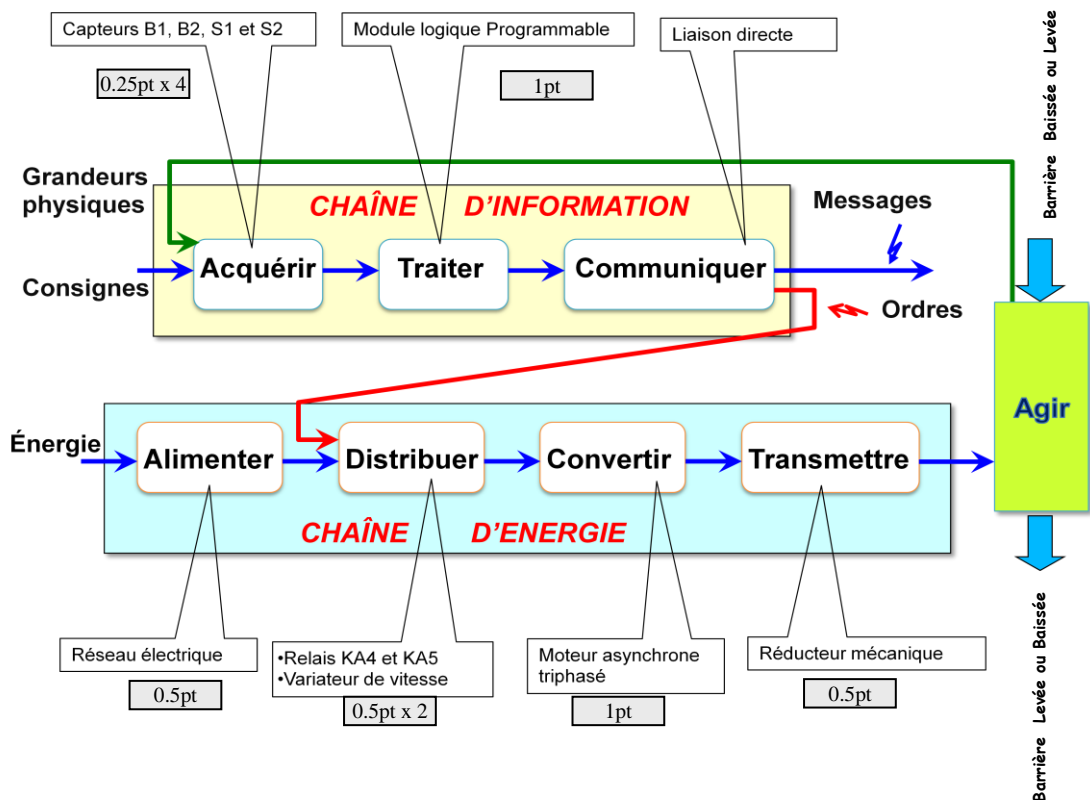 Capteurs B1, B2, S1 et S2
Module logique Programmable
Liaison directe
0.25pt x 4
1pt
Barrière Baissée ou Levée
Grandeurs
physiques
CHAÎNE D'INFORMATION
Messages
Acquérir
Traiter
Communiquer
Consignes
Ordres
Agir
Énergie
Alimenter
Distribuer
Convertir
Transmettre
CHAÎNE D'ENERGIE
Réseau électrique
•Relais KA4 et KA5
•Variateur de vitesse
Moteur asynchrone
triphasé
Réducteur mécanique
0.5pt
0.5pt x 2
1pt
0.5pt
Barrière Levée ou Baissée